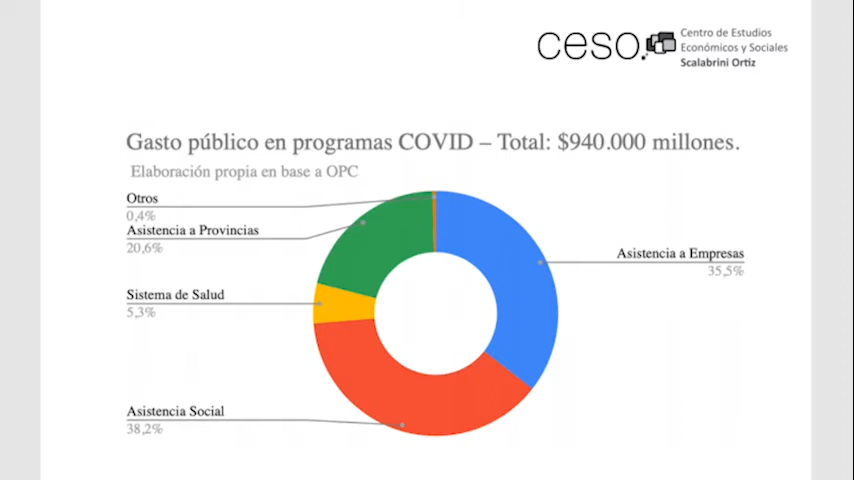 ceso.
Centro de Estudios
Económicos y Sociales
Scalabrini Ortiz
Gasto público en programas COVID – Total: $940.000 millones.
Elaboración propia en base a OPC
Otros
0,4%
Asistencia a Provincias
20,6%
Asistencia a Empresas
35,5%
Sistema de Salud
5,3%
Asistencia Social
38,2%